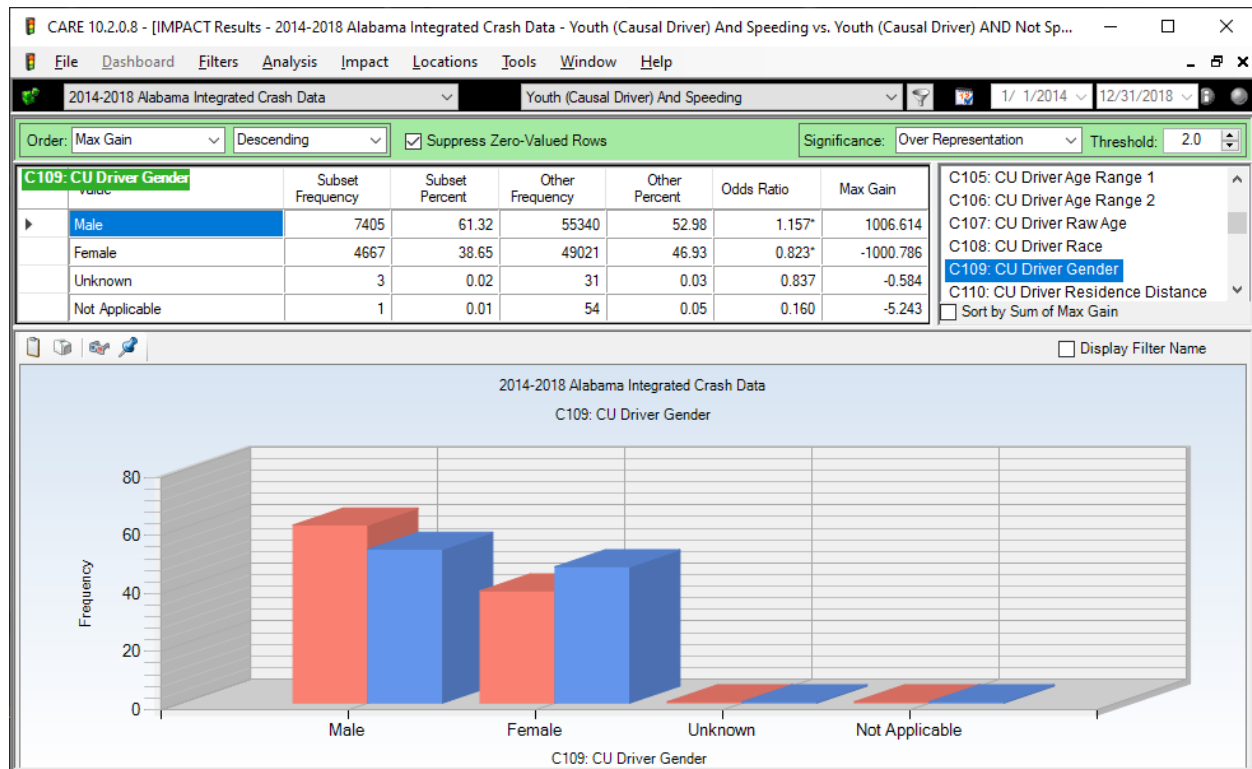 CARE 10.2.0.8 - [IMPACT Results - 2014-2018 Alabama Integrated Crash Data - Youth (Causal Driver) And Speeding vs. Youth (Causal Driver) AND Not Sp...
File Dashboard Filters Analysis Impact Locations Tools Window Help
2014-2018 Alabama Integrated Crash Data Youth (Causal Driver) And Speeding 1/ 1/2014 12/31/2018
Order: Max Gain Descending Suppress Zero-Valued Rows Significance: Over Representation Threshold: 2.0
C109: CU Driver Gender
Subset Frequency Subset Percent Other Frequency Other Percent Odds Ratio Max Gain
Male 7405 61.32 55340 52.98 1.157* 1006.614
Female 4667 38.65 49021 46.93 0.823* -1000.786
Unknown 3 0.02 31 0.03 0.837 -0.584
Not Applicable 1 0.01 54 0.05 0.160 -5.243
C105: CU Driver Age Range 1
C106: CU Driver Age Range 2
C107: CU Driver Raw Age
C108: CU Driver Race
C109: CU Driver Gender
C110: CU Driver Residence Distance
Sort by Sum of Max Gain
Display Filter Name
2014-2018 Alabama Integrated Crash Data
C109: CU Driver Gender
80
60
40
20
0
Frequency
Male Female Unknown Not Applicable
C109: CU Driver Gender